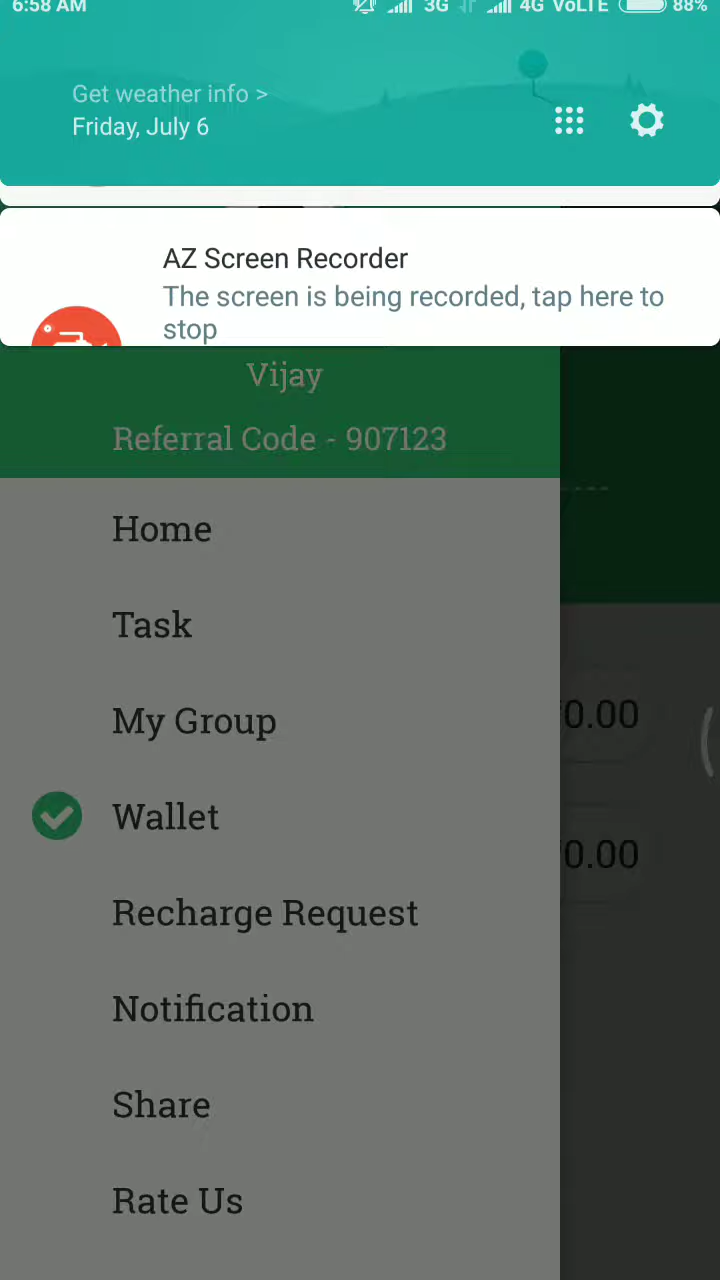 6:58 AM 3G 4G VoLTE 88%
Get weather info >
Friday, July 6
AZ Screen Recorder
The screen is being recorded, tap here to
stop
Vijay
Referral Code - 907123
Home
Task
My Group
0.00
Wallet
0.00
Recharge Request
Notification
Share
Rate Us